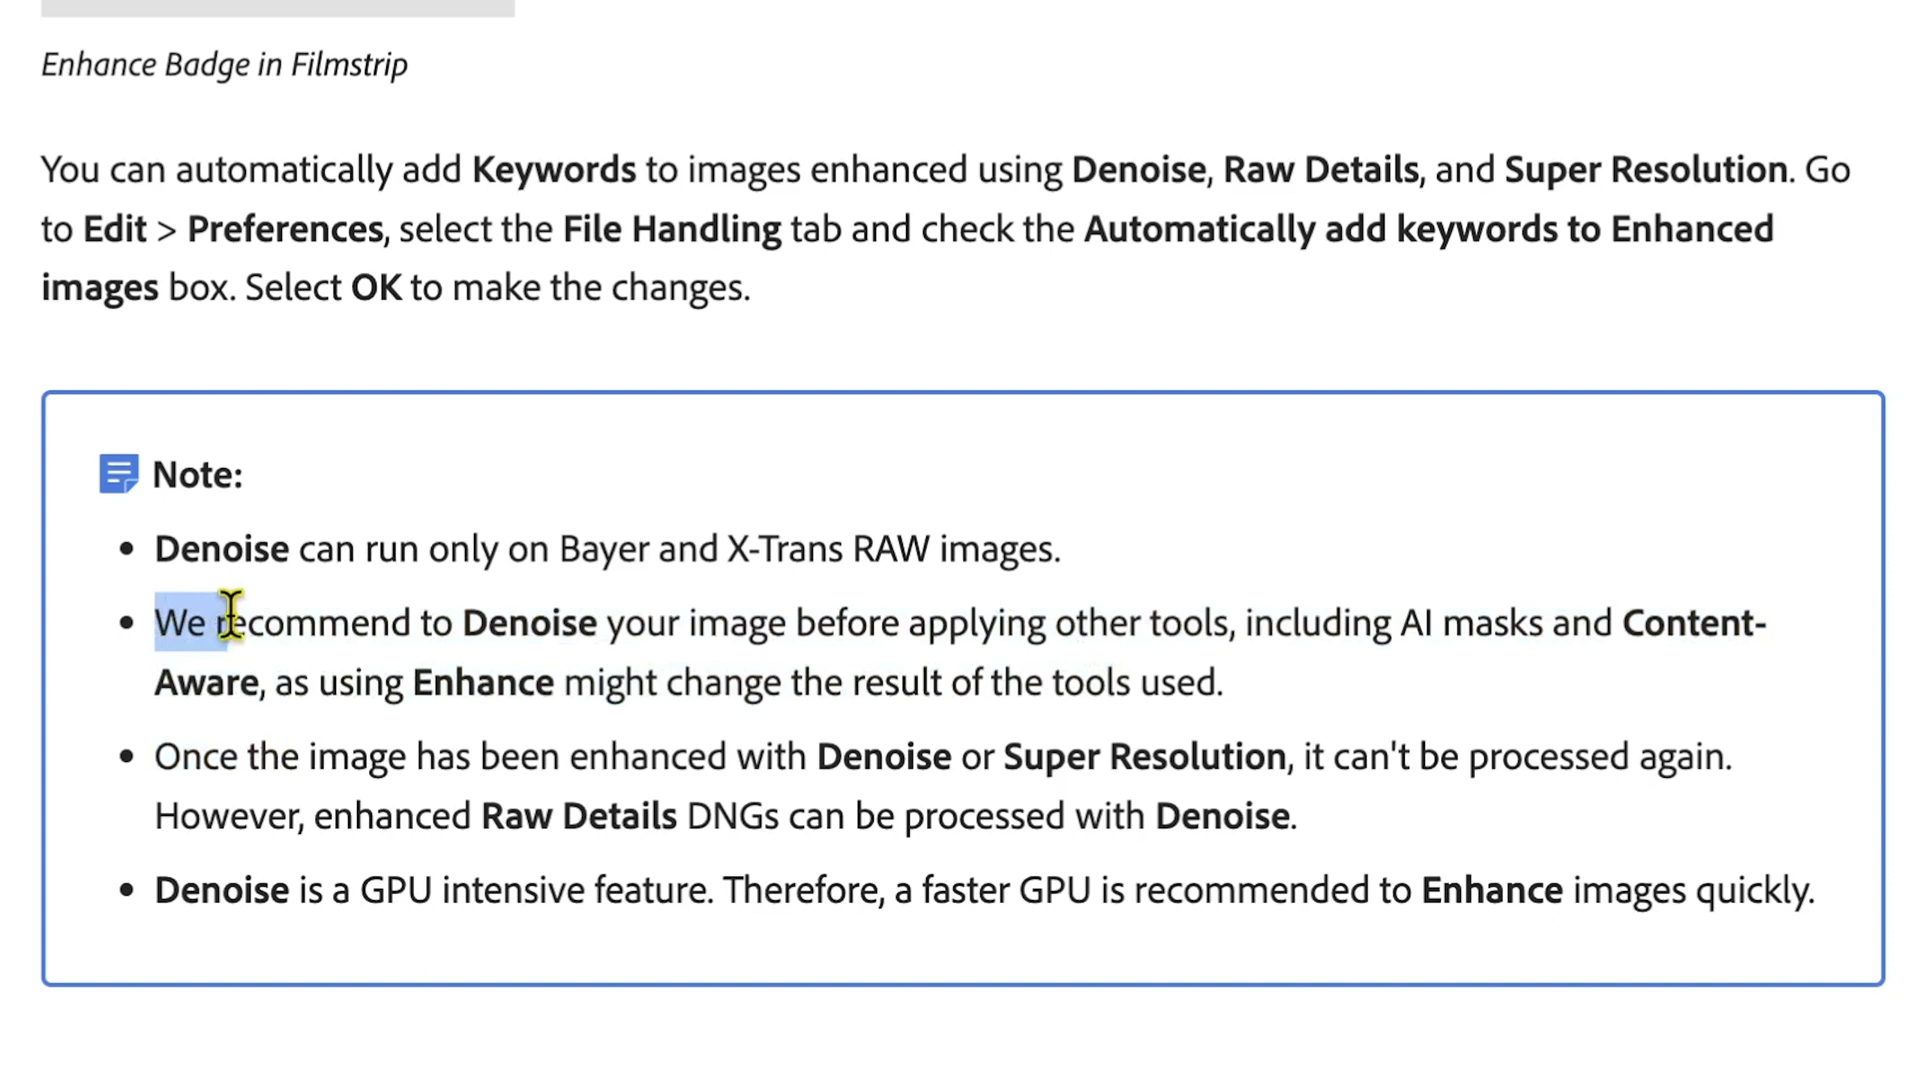 Enhance Badge in Filmstrip
You can automatically add Keywords to images enhanced using Denoise, Raw Details, and Super Resolution. Go
to Edit > Preferences, select the File Handling tab and check the Automatically add keywords to Enhanced
images box. Select OK to make the changes.
Note:
• Denoise can run only on Bayer and X-Trans RAW images.
• We recommend to Denoise your image before applying other tools, including AI masks and Content-
Aware, as using Enhance might change the result of the tools used.
• Once the image has been enhanced with Denoise or Super Resolution, it can't be processed again.
However, enhanced Raw Details DNGs can be processed with Denoise.
• Denoise is a GPU intensive feature. Therefore, a faster GPU is recommended to Enhance images quickly.